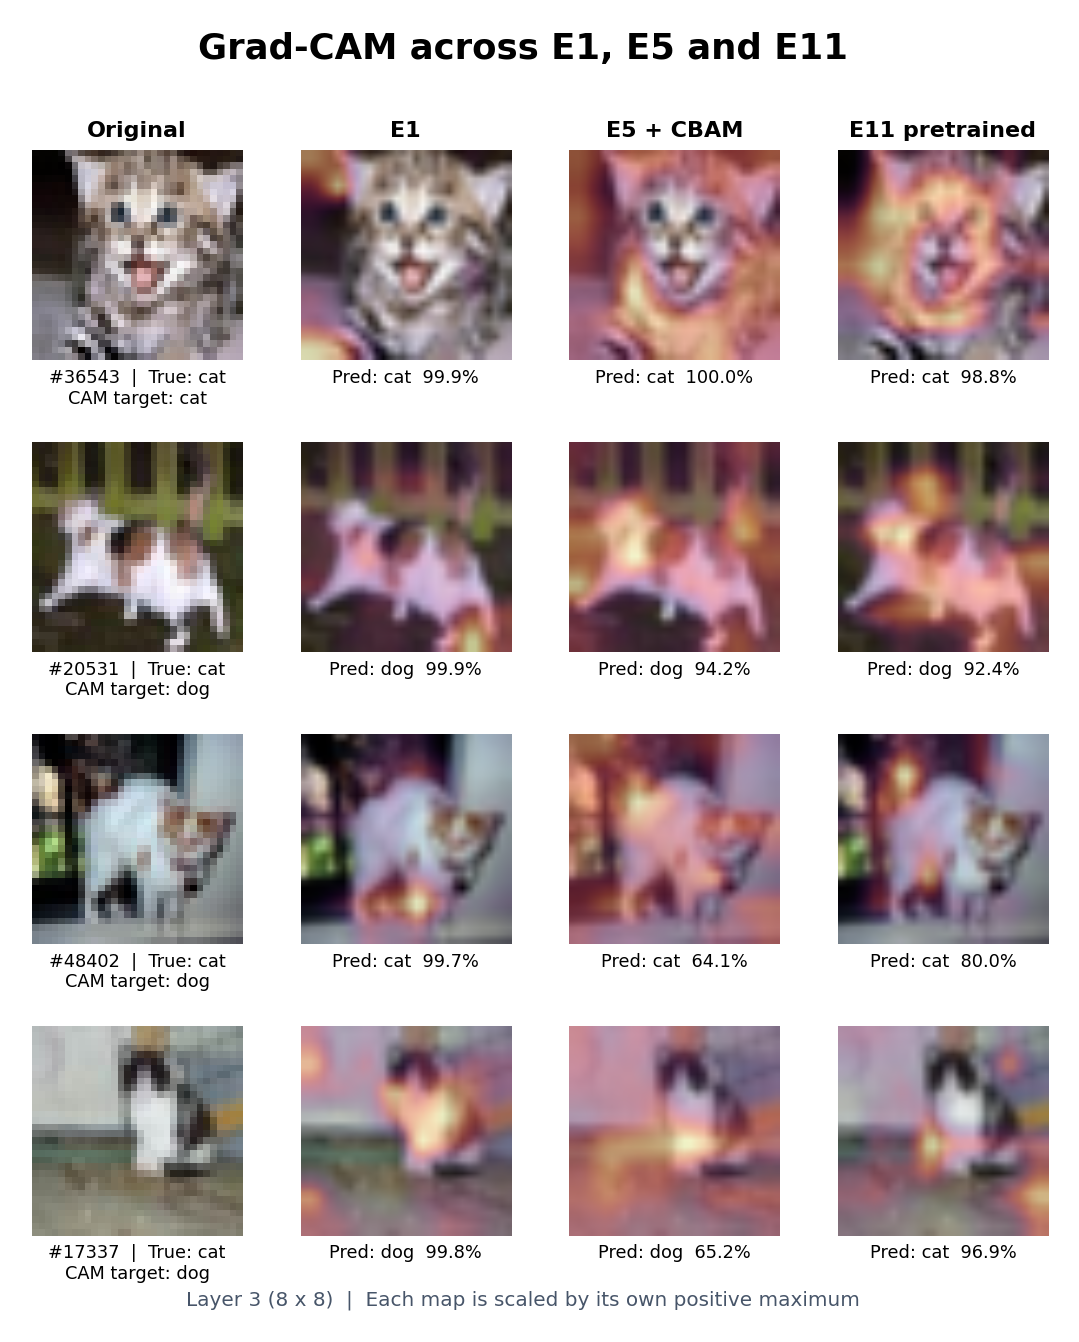 Grad-CAM across E1, E5 and E11
Original
E1
E5 + CBAM
E11 pretrained
#36543 | True: cat
CAM target: cat
Pred: cat 99.9%
Pred: cat 100.0%
Pred: cat 98.8%
#20531 | True: cat
CAM target: dog
Pred: dog 99.9%
Pred: dog 94.2%
Pred: dog 92.4%
#48402 | True: cat
CAM target: dog
Pred: cat 99.7%
Pred: cat 64.1%
Pred: cat 80.0%
#17337 | True: cat
CAM target: dog
Pred: dog 99.8%
Pred: dog 65.2%
Pred: cat 96.9%
Layer 3 (8 x 8) | Each map is scaled by its own positive maximum